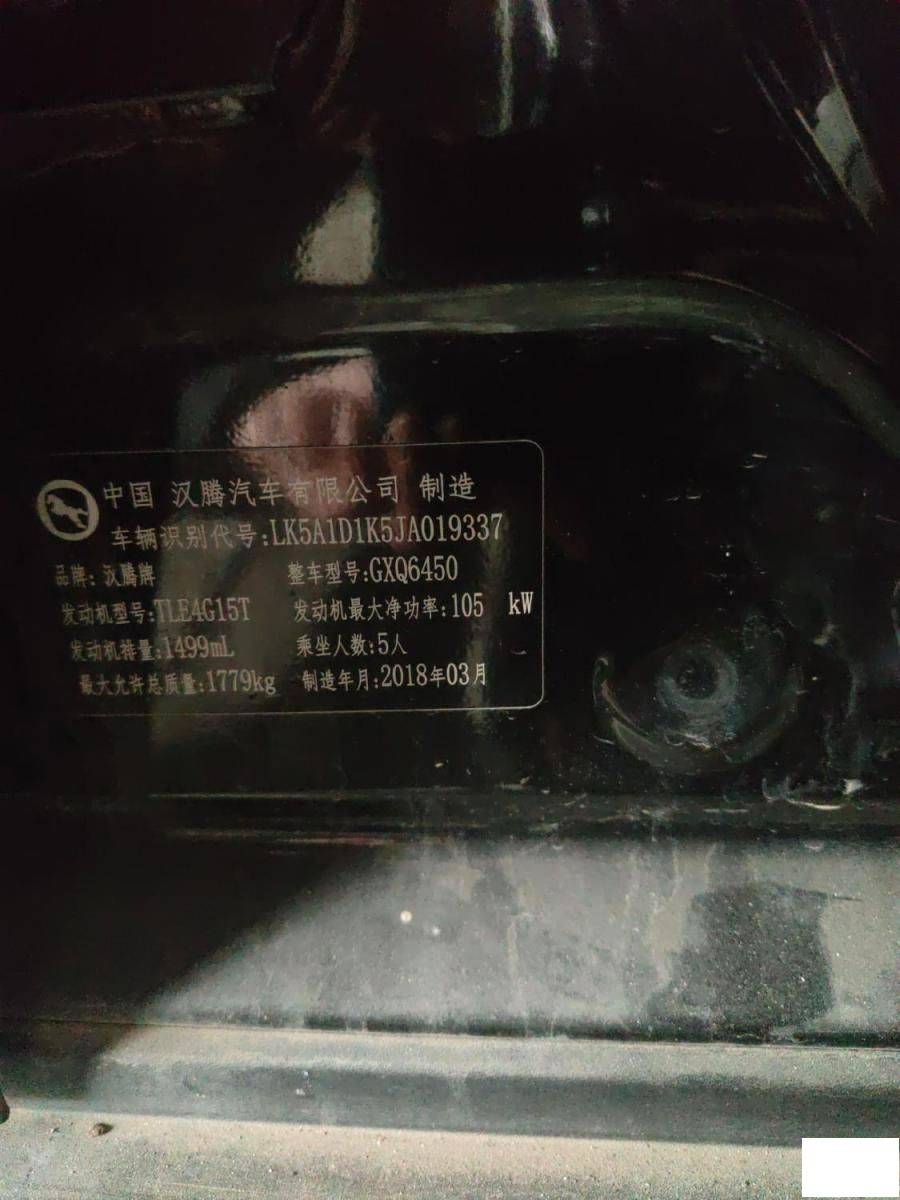 中国 汉腾汽车有限公司 制造
车辆识别代号:LK5A1D1K5JA019337
品牌:汉腾牌 整车型号:GXQ6450
发动机型号:TLE4G15T 发动机最大净功率:105 kW
发动机排量:1499mL 乘坐人数:5人
最大允许总质量:1779kg 制造年月:2018年03月